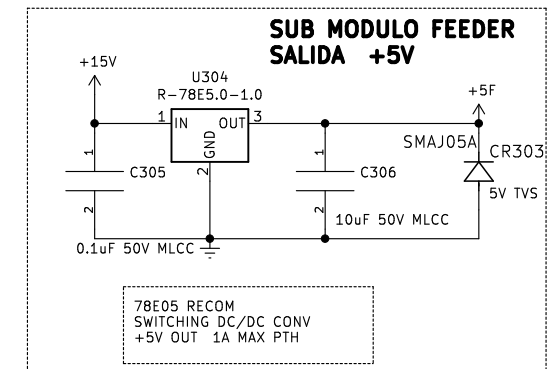 SUB MODULO FEEDER
SALIDA +5V
+15V
U304
R-78E5.0-1.0
+5F
1 IN OUT 3
GND
2
SMAJ05A
CR303
5V TVS
1
C305
2
0.1uF 50V MLCC
1
C306
2
10uF 50V MLCC
78E05 RECOM
SWITCHING DC/DC CONV
+5V OUT 1A MAX PTH